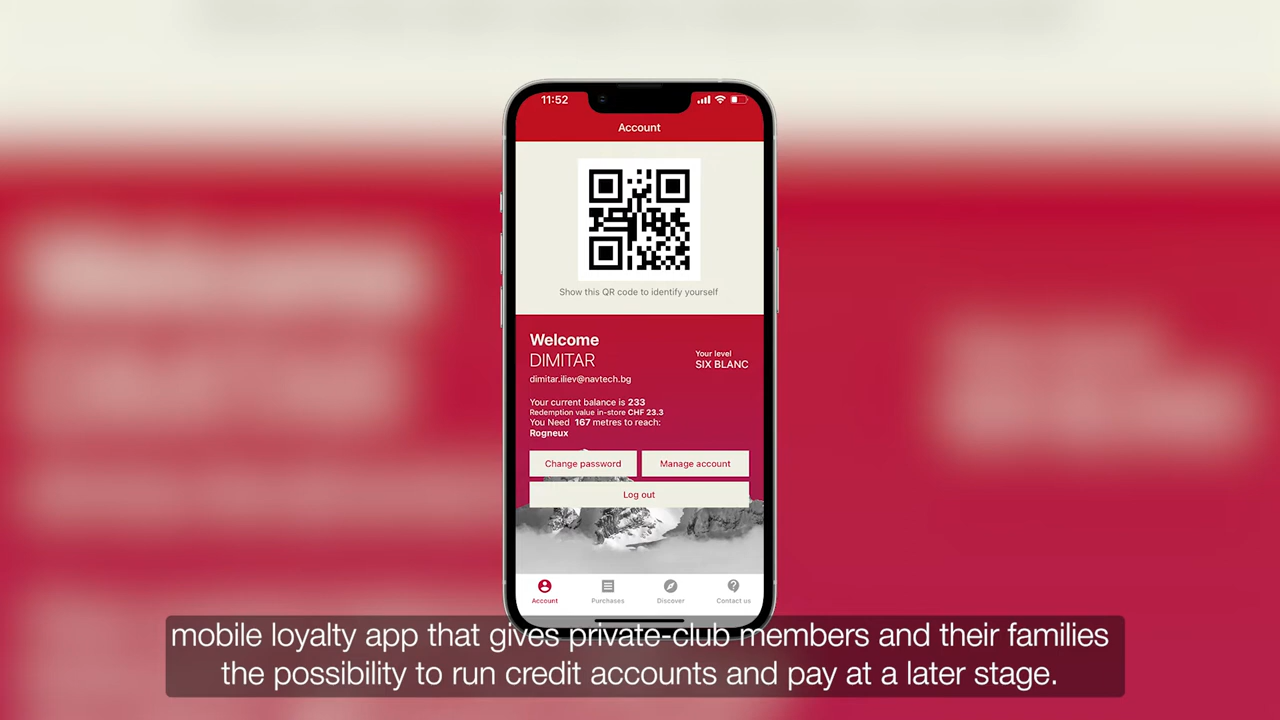 11:52
Account
Show this QR code to identify yourself
Welcome
DIMITAR
dimitar.iliev@navtech.bg
Your level
SIX BLANC
Your current balance is 233
Redemption value in-store CHF 23.3
You Need 167 metres to reach:
Rogneux
Change password
Manage account
Log out
Account
Purchases
Discover
Contact us
mobile loyalty app that gives private-club members and their families
the possibility to run credit accounts and pay at a later stage.